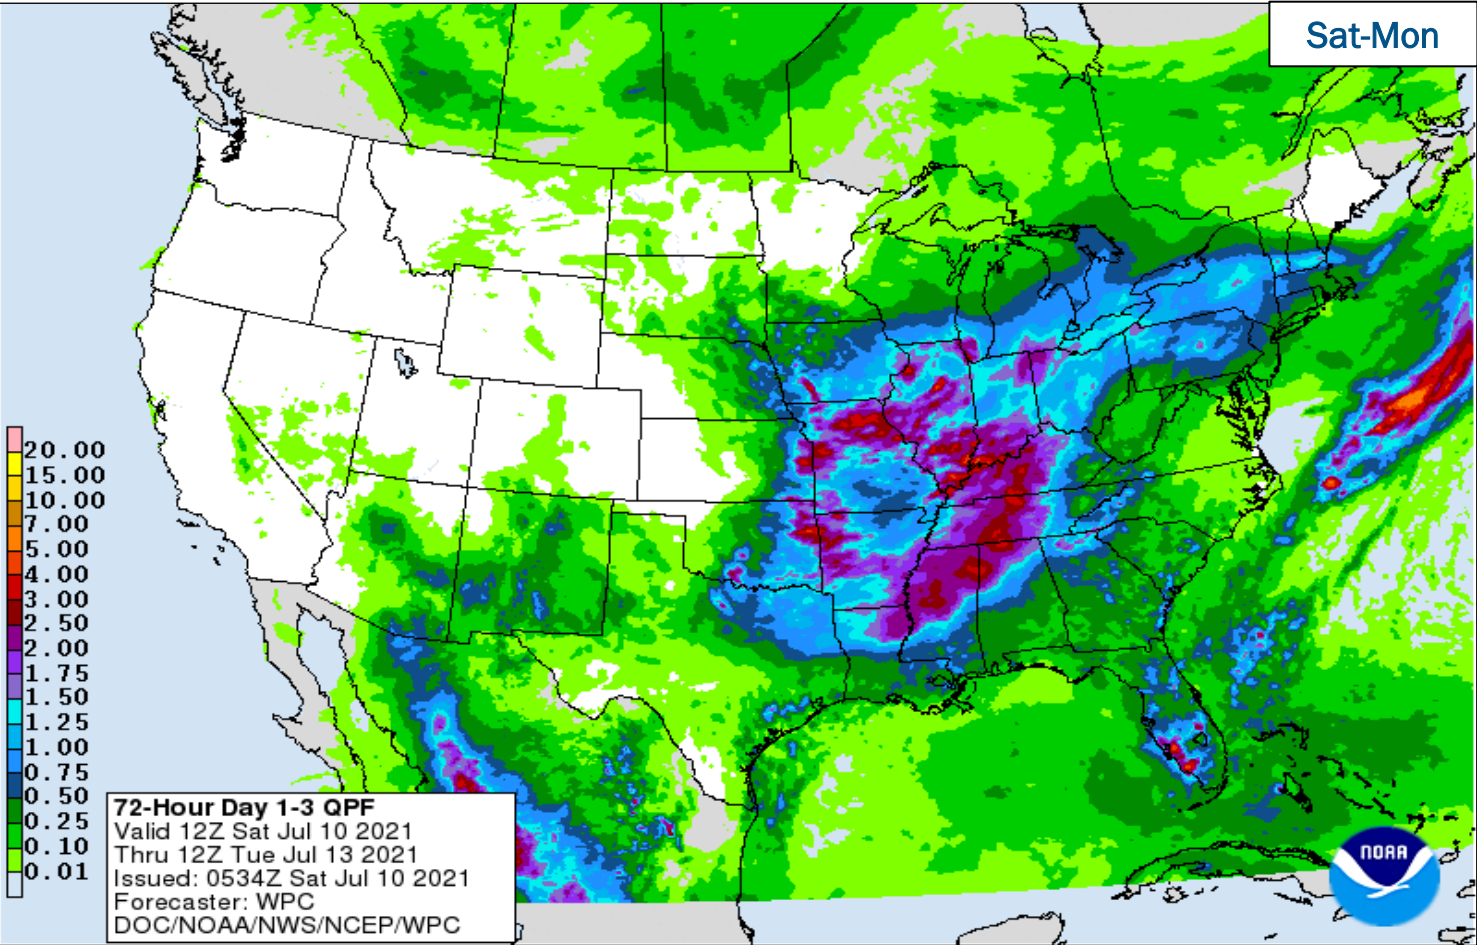 Sat-Mon
20.00
15.00
10.00
7.00
5.00
4.00
3.00
2.50
2.00
1.75
1.50
1.25
1.00
0.75
0.50
0.25
0.10
0.01
72-Hour Day 1-3 QPF
Valid 12Z Sat Jul 10 2021
Thru 12Z Tue Jul 13 2021
Issued: 0534Z Sat Jul 10 2021
Forecaster: WPC
DOC/NOAA/NWS/NCEP/WPC
NOAA